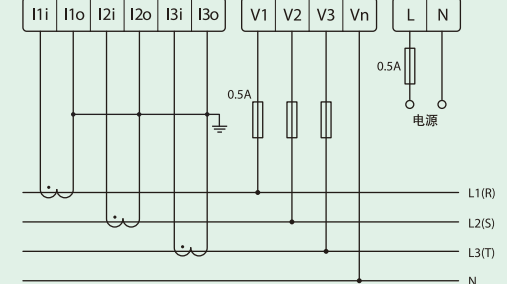 I1i I1o I2i I2o I3i I3o V1 V2 V3 Vn L N
0.5A
0.5A
电源
L1(R)
L2(S)
L3(T)
N